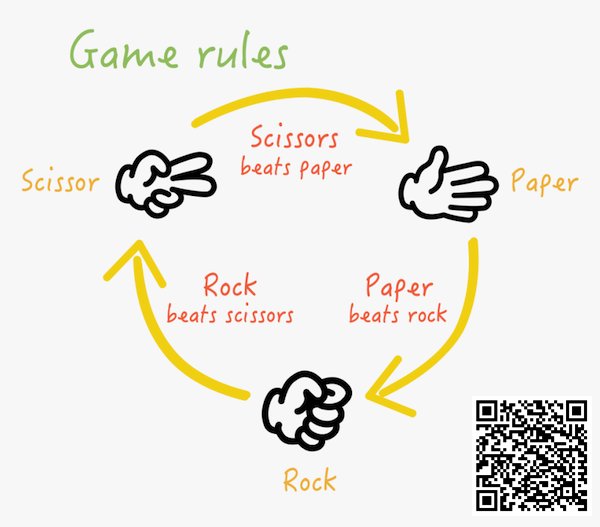 Game rules
Scissors
beats paper
Scissor
Paper
Rock
beats scissors
Paper
beats rock
Rock